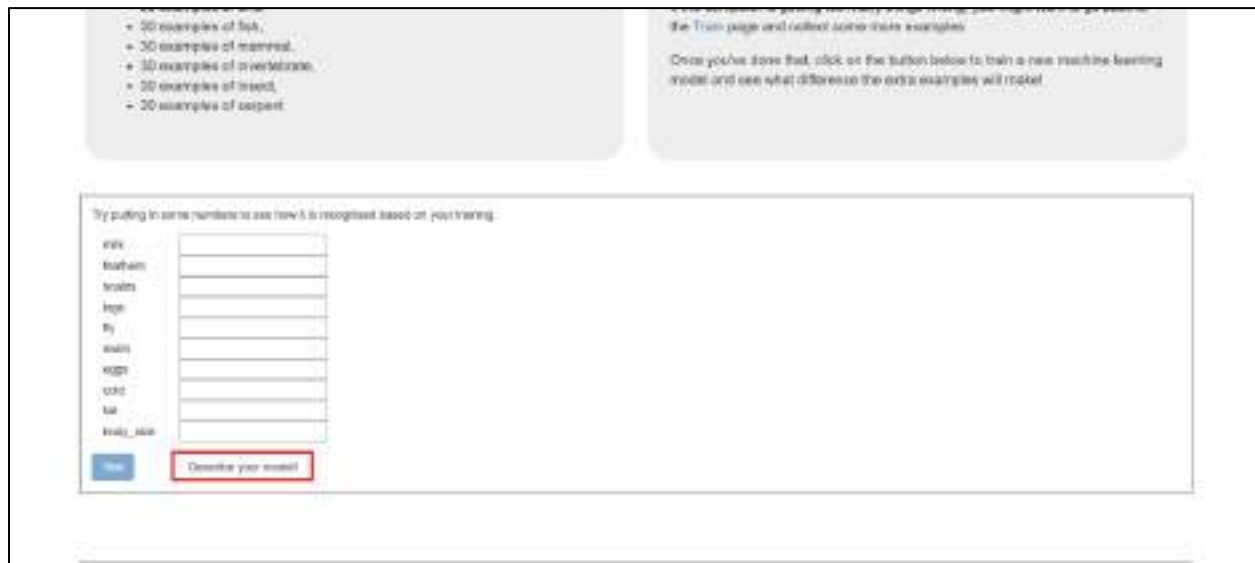 • 30 examples of fish,
• 30 examples of mammal,
• 30 examples of invertebrate,
• 30 examples of insect,
• 30 examples of serpent
the Train page and collect some more examples.
Once you've done that, click on the button below to train a new machine learning
model and see what difference the extra examples will make!
Try putting in some numbers to see how it is recognised based on your training.
milk
feathers
legs
fly
eggs
cold
tail
body_size
Test
Describe your model!